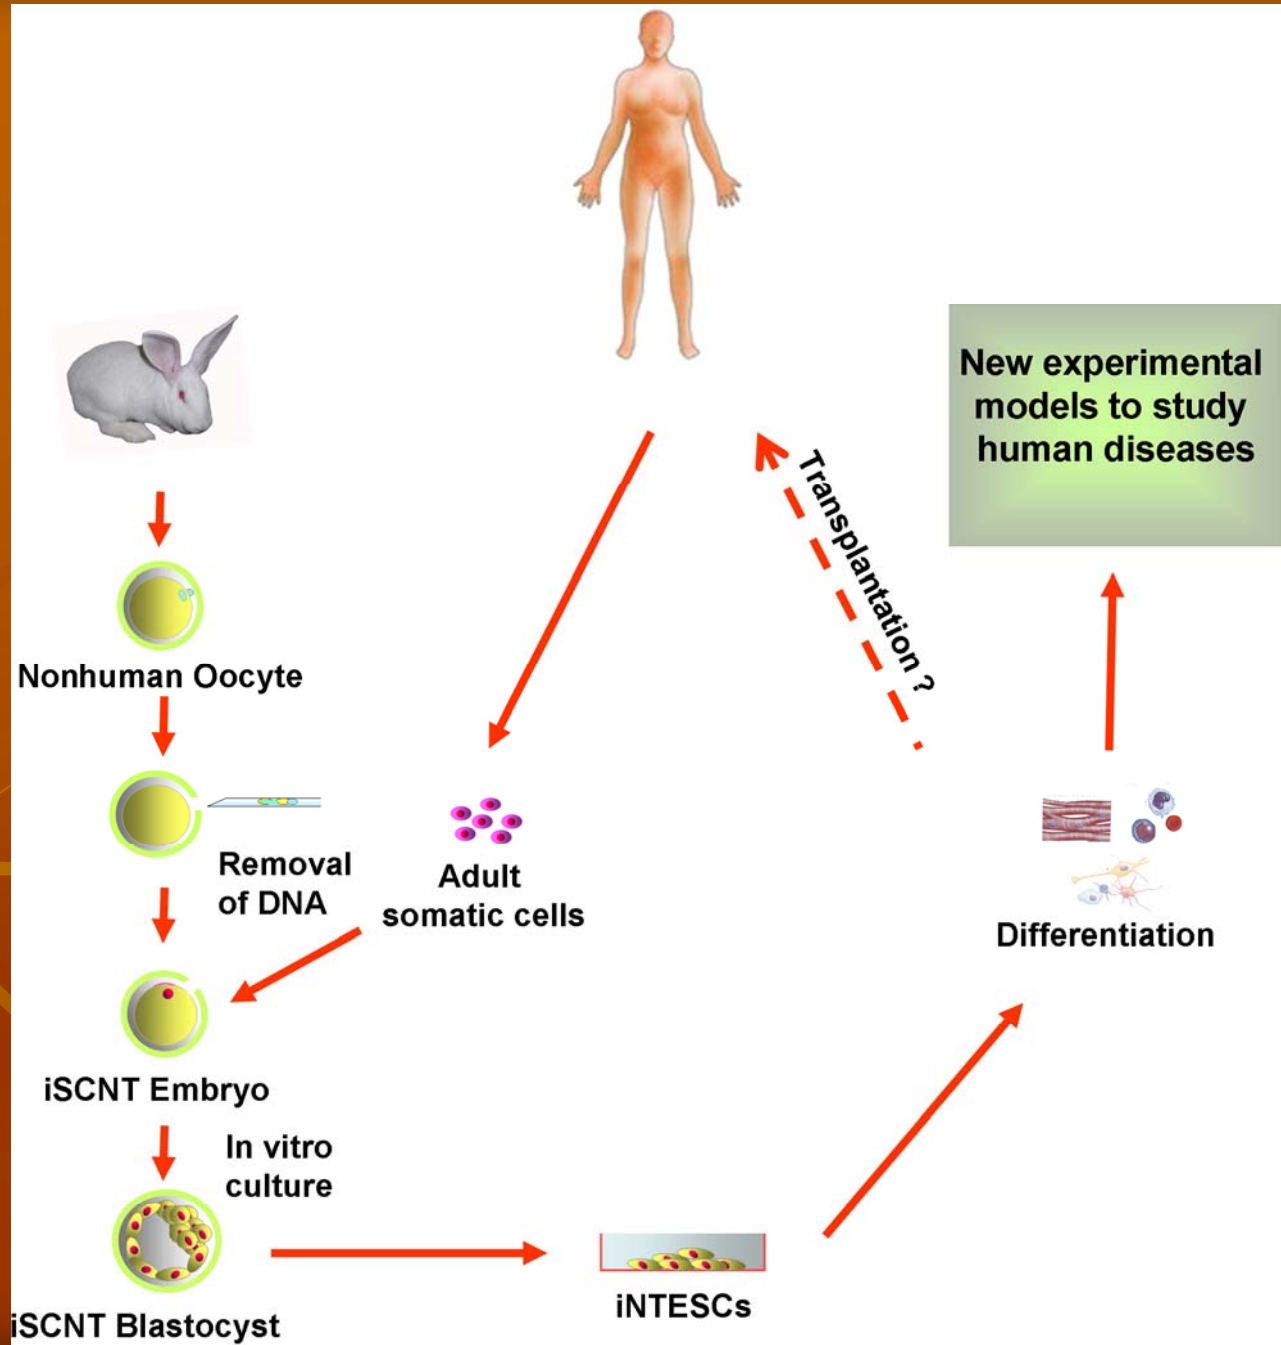 New experimental
models to study
human diseases
Transplantation ?
Nonhuman Oocyte
Removal
of DNA
Adult
somatic cells
Differentiation
iSCNT Embryo
In vitro
culture
iNTESCs
iSCNT Blastocyst